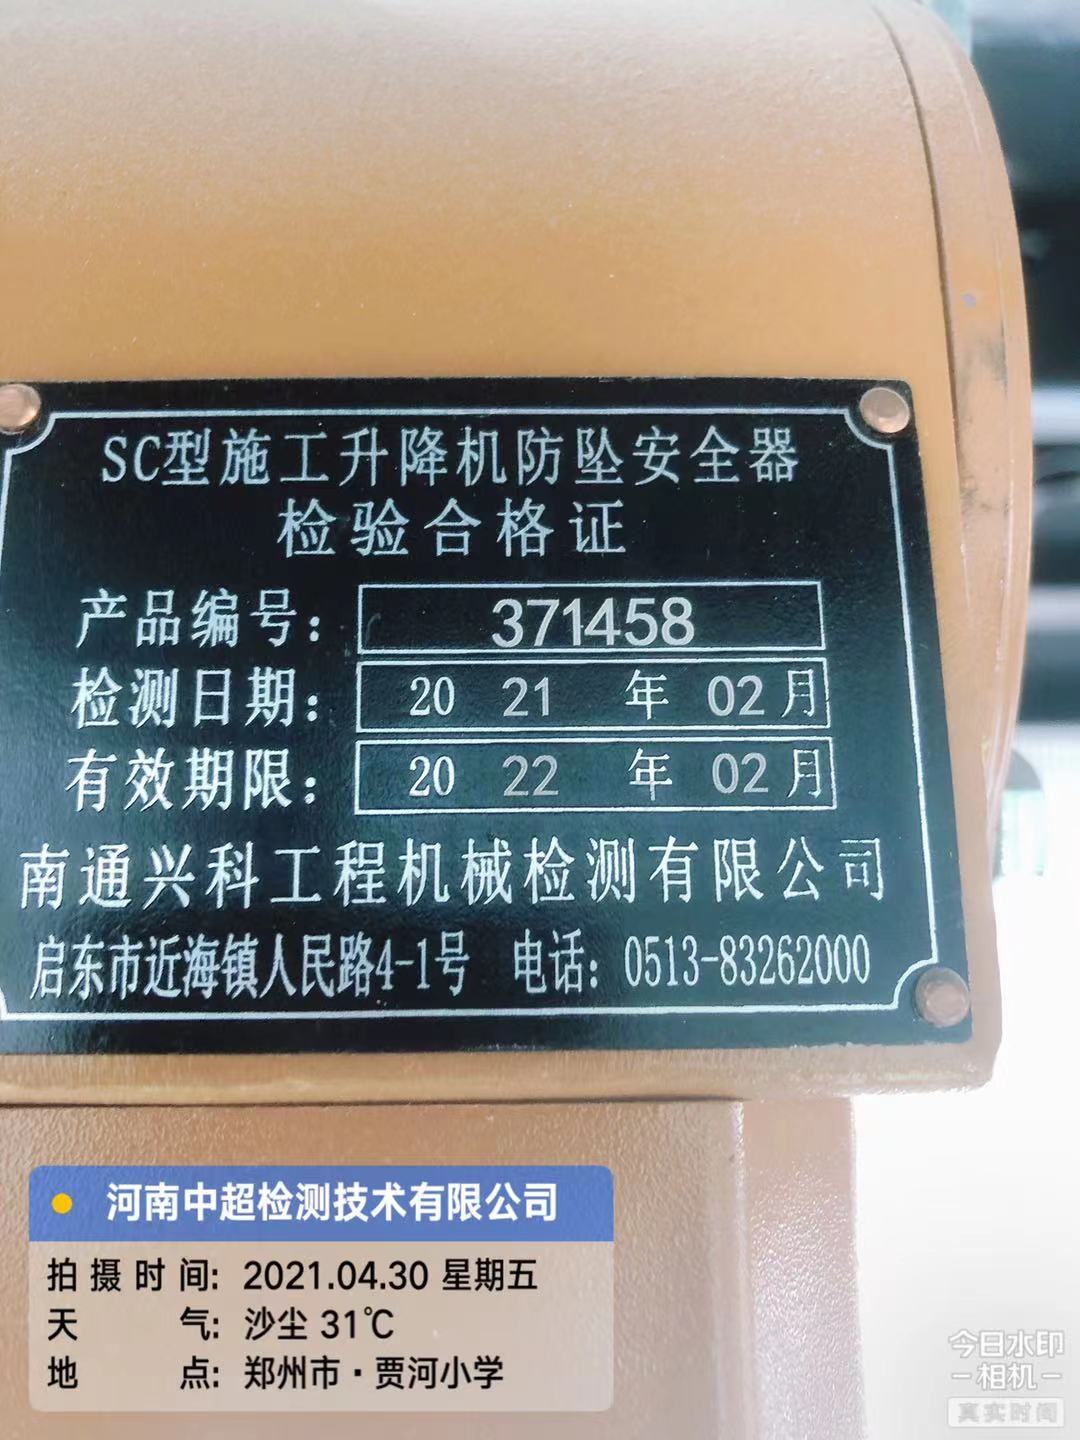 SC型施工升降机防坠安全器
检验合格证
产品编号: 371458
检测日期: 20 21 年 02 月
有效期限: 20 22 年 02 月
南通兴科工程机械检测有限公司
启东市近海镇人民路4-1号 电话: 0513-83262000
河南中超检测技术有限公司
拍摄时间: 2021.04.30 星期五
天气: 沙尘 31℃
地点: 郑州市·贾河小学
今日水印
相机
真实时间